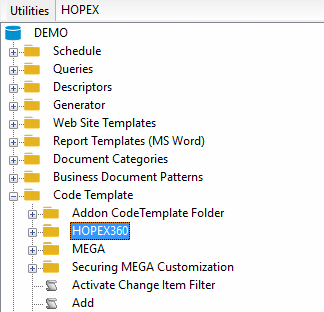 Utilities HOPEX
DEMO
Schedule
Queries
Descriptors
Generator
Web Site Templates
Report Templates (MS Word)
Document Categories
Business Document Patterns
Code Template
Addon CodeTemplate Folder
HOPEX360
MEGA
Securing MEGA Customization
Activate Change Item Filter
Add